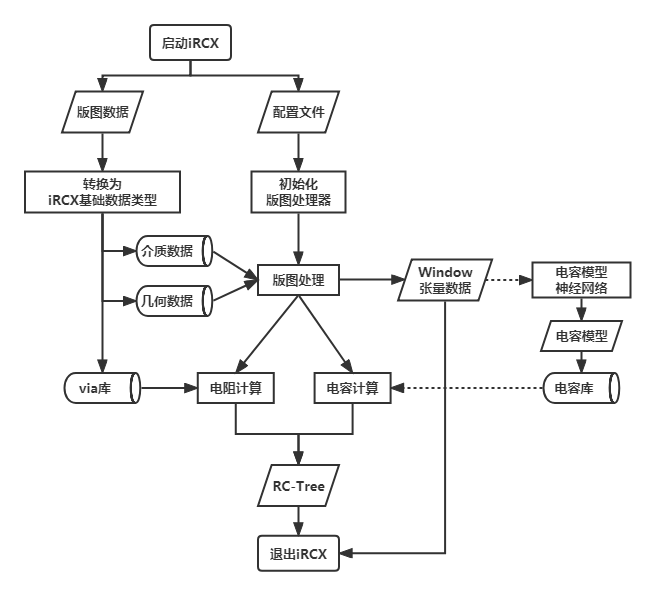 启动iRCX
版图数据
配置文件
转换为
iRCX基础数据类型
初始化
版图处理器
介质数据
几何数据
版图处理
Window
张量数据
电容模型
神经网络
电容模型
via库
电阻计算
电容计算
电容库
RC-Tree
退出iRCX